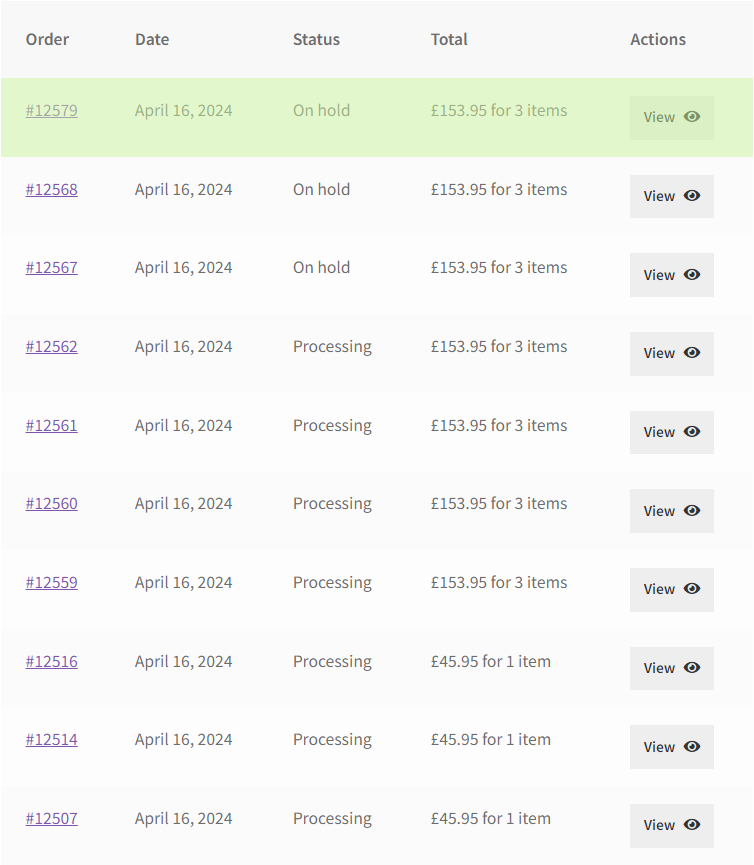 Order Date Status Total Actions
#12579 April 16, 2024 On hold £153.95 for 3 items View
#12568 April 16, 2024 On hold £153.95 for 3 items View
#12567 April 16, 2024 On hold £153.95 for 3 items View
#12562 April 16, 2024 Processing £153.95 for 3 items View
#12561 April 16, 2024 Processing £153.95 for 3 items View
#12560 April 16, 2024 Processing £153.95 for 3 items View
#12559 April 16, 2024 Processing £153.95 for 3 items View
#12516 April 16, 2024 Processing £45.95 for 1 item View
#12514 April 16, 2024 Processing £45.95 for 1 item View
#12507 April 16, 2024 Processing £45.95 for 1 item View